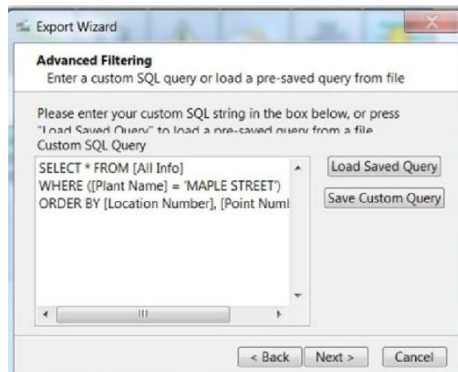 Export Wizard
Advanced Filtering
Enter a custom SQL query or load a pre-saved query from file
Please enter your custom SQL string in the box below, or press
"Load Saved Query" to load a pre-saved query from a file
Custom SQL Query
SELECT * FROM [All Info]
WHERE ([Plant Name] = 'MAPLE STREET')
ORDER BY [Location Number], [Point Numl
Load Saved Query
Save Custom Query
< Back
Next >
Cancel